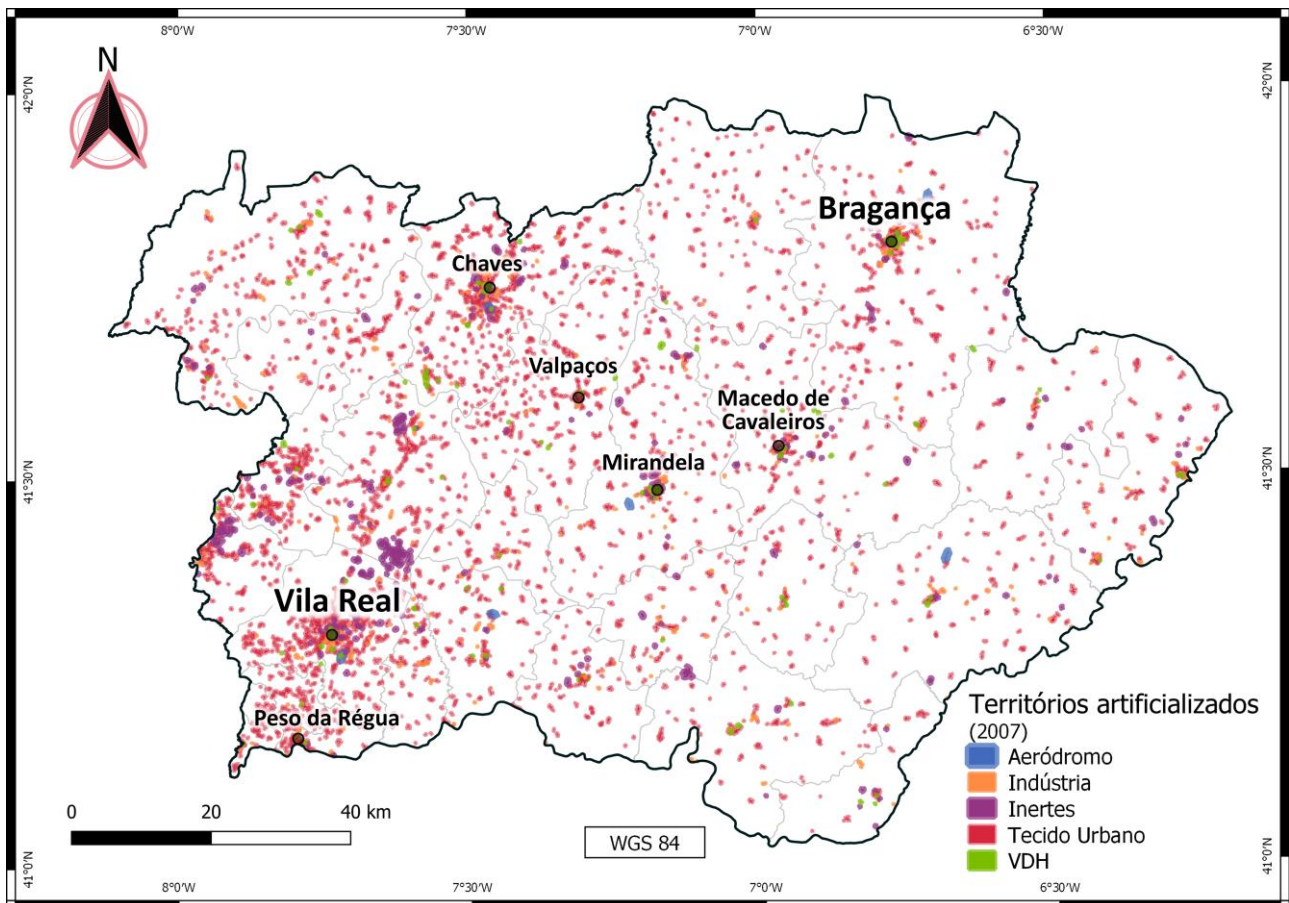 8°0'W 7°30'W 7°0'W 6°30'W
N
42°0'N 42°0'N
Bragança
Chaves
Valpaços
Macedo de
Cavaleiros
Mirandela
41°30'N 41°30'N
Vila Real
Peso da Régua
Territórios artificializados
(2007)
Aeródromo
Indústria
Inertes
Tecido Urbano
VDH
0 20 40 km
WGS 84
41°0'N 41°0'N
8°0'W 7°30'W 7°0'W 6°30'W